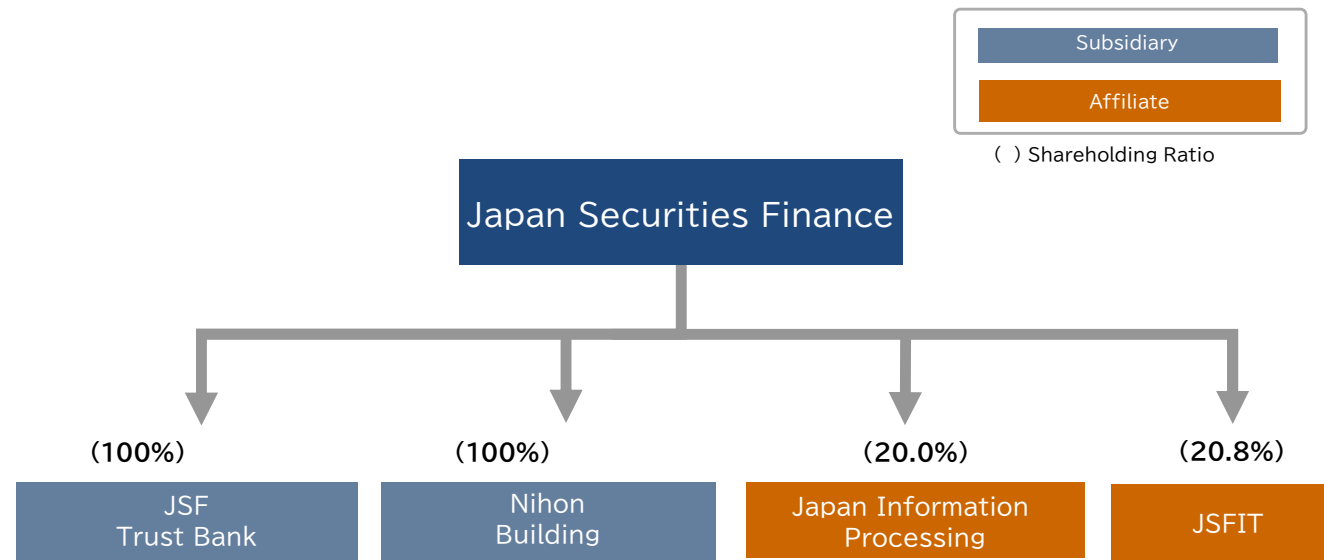 Subsidiary
Affiliate
( ) Shareholding Ratio
Japan Securities Finance
(100%)
(100%)
(20.0%)
(20.8%)
JSF
Trust Bank
Nihon
Building
Japan Information
Processing
JSFIT